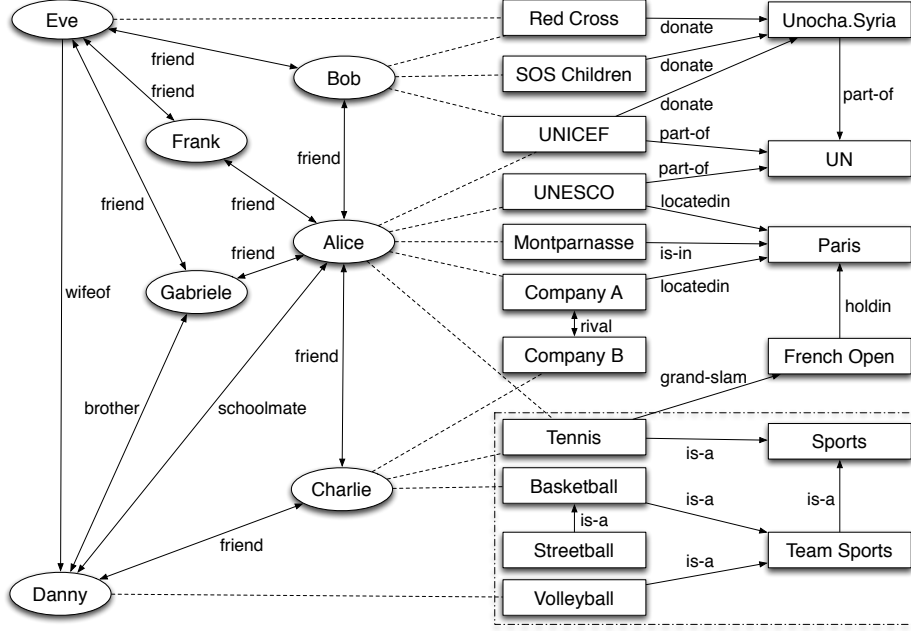 Eve
Red Cross
Unocha.Syria
donate
friend
Bob
SOS Children
donate
friend
part-of
donate
Frank
UNICEF
part-of
UN
friend
part-of
UNESCO
locatedin
friend
friend
Alice
Montparnasse
is-in
Paris
friend
Gabriele
Company A
locatedin
wifeof
holdin
rival
friend
Company B
French Open
grand-slam
brother
schoolmate
Tennis
Sports
is-a
Charlie
Basketball
is-a
is-a
is-a
friend
Streetball
Team Sports
is-a
Danny
Volleyball